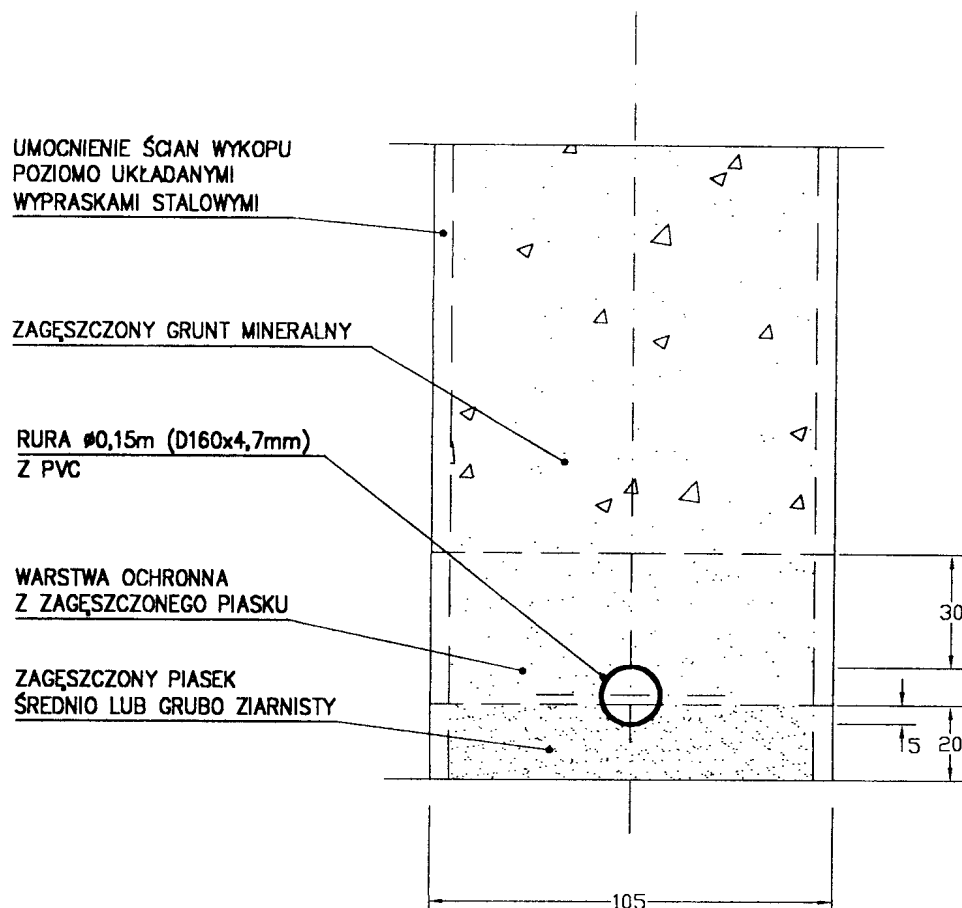 UMOCNIENIE ŚCIAN WYKOPU
POZIOMO UKŁADANYMI
WYPRASKAMI STALOWYMI
ZAGĘSZCZONY GRUNT MINERALNY
RURA ø0,15m (D160x4,7mm)
Z PVC
WARSTWA OCHRONNA
Z ZAGĘSZCZONEGO PIASKU
ZAGĘSZCZONY PIASEK
ŚREDNIO LUB GRUBO ZIARNISTY
30
5
20
105